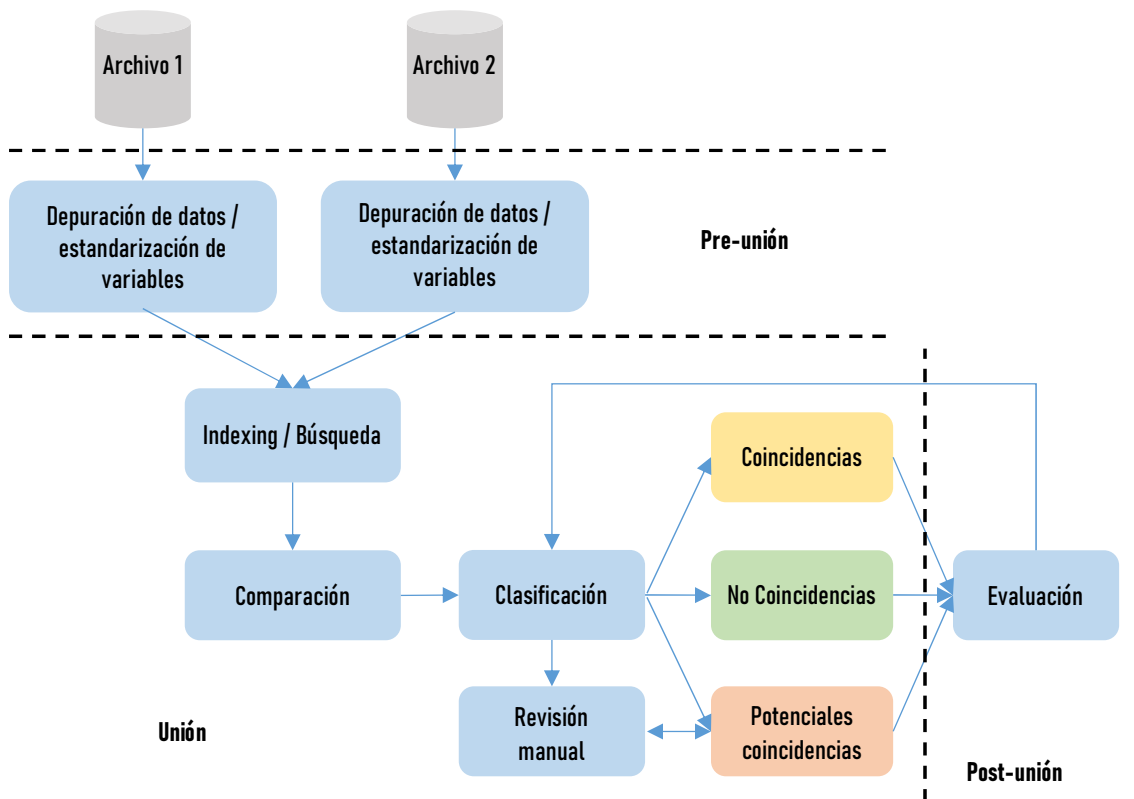 Archivo 1
Archivo 2
Depuración de datos /
estandarización de
variables
Depuración de datos /
estandarización de
variables
Pre-unión
Indexing / Búsqueda
Coincidencias
Comparación
Clasificación
No Coincidencias
Evaluación
Revisión
manual
Potenciales
coincidencias
Unión
Post-unión